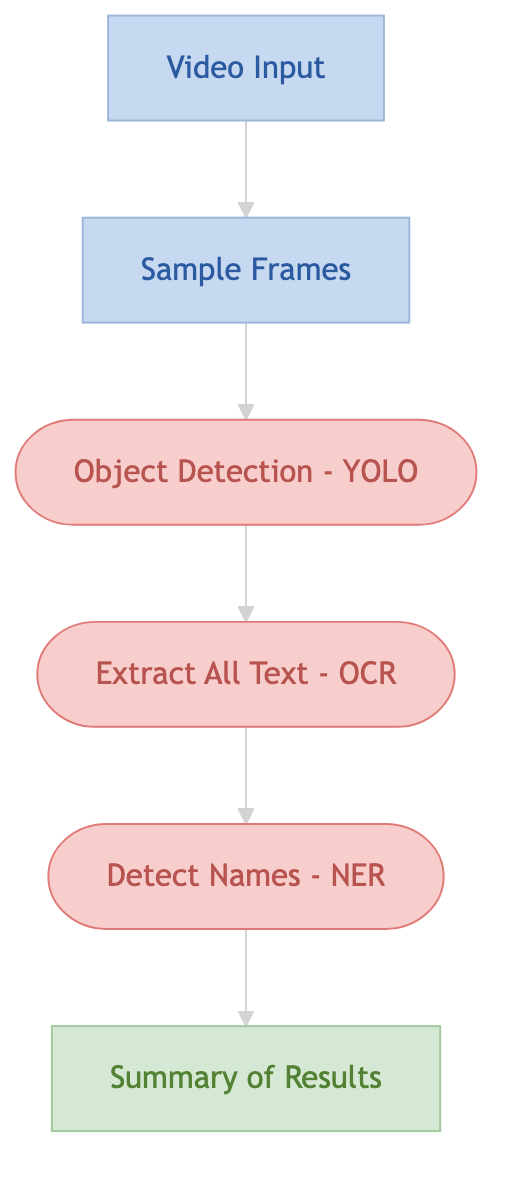 Video Input
Sample Frames
Object Detection - YOLO
Extract All Text - OCR
Detect Names - NER
Summary of Results